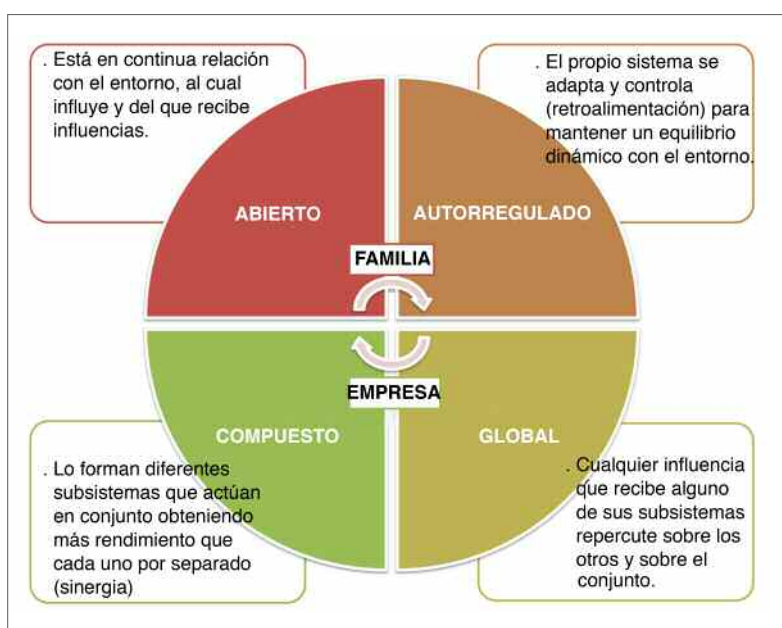 . Está en continua relación
con el entorno, al cual
influye y del que recibe
influencias.
. El propio sistema se
adapta y controla
(retroalimentación) para
mantener un equilibrio
dinámico con el entorno.
ABIERTO
AUTORREGULADO
FAMILIA
EMPRESA
COMPUESTO
GLOBAL
. Lo forman diferentes
subsistemas que actúan
en conjunto obteniendo
más rendimiento que
cada uno por separado
(sinergia)
. Cualquier influencia
que recibe alguno
de sus subsistemas
repercute sobre los
otros y sobre el
conjunto.